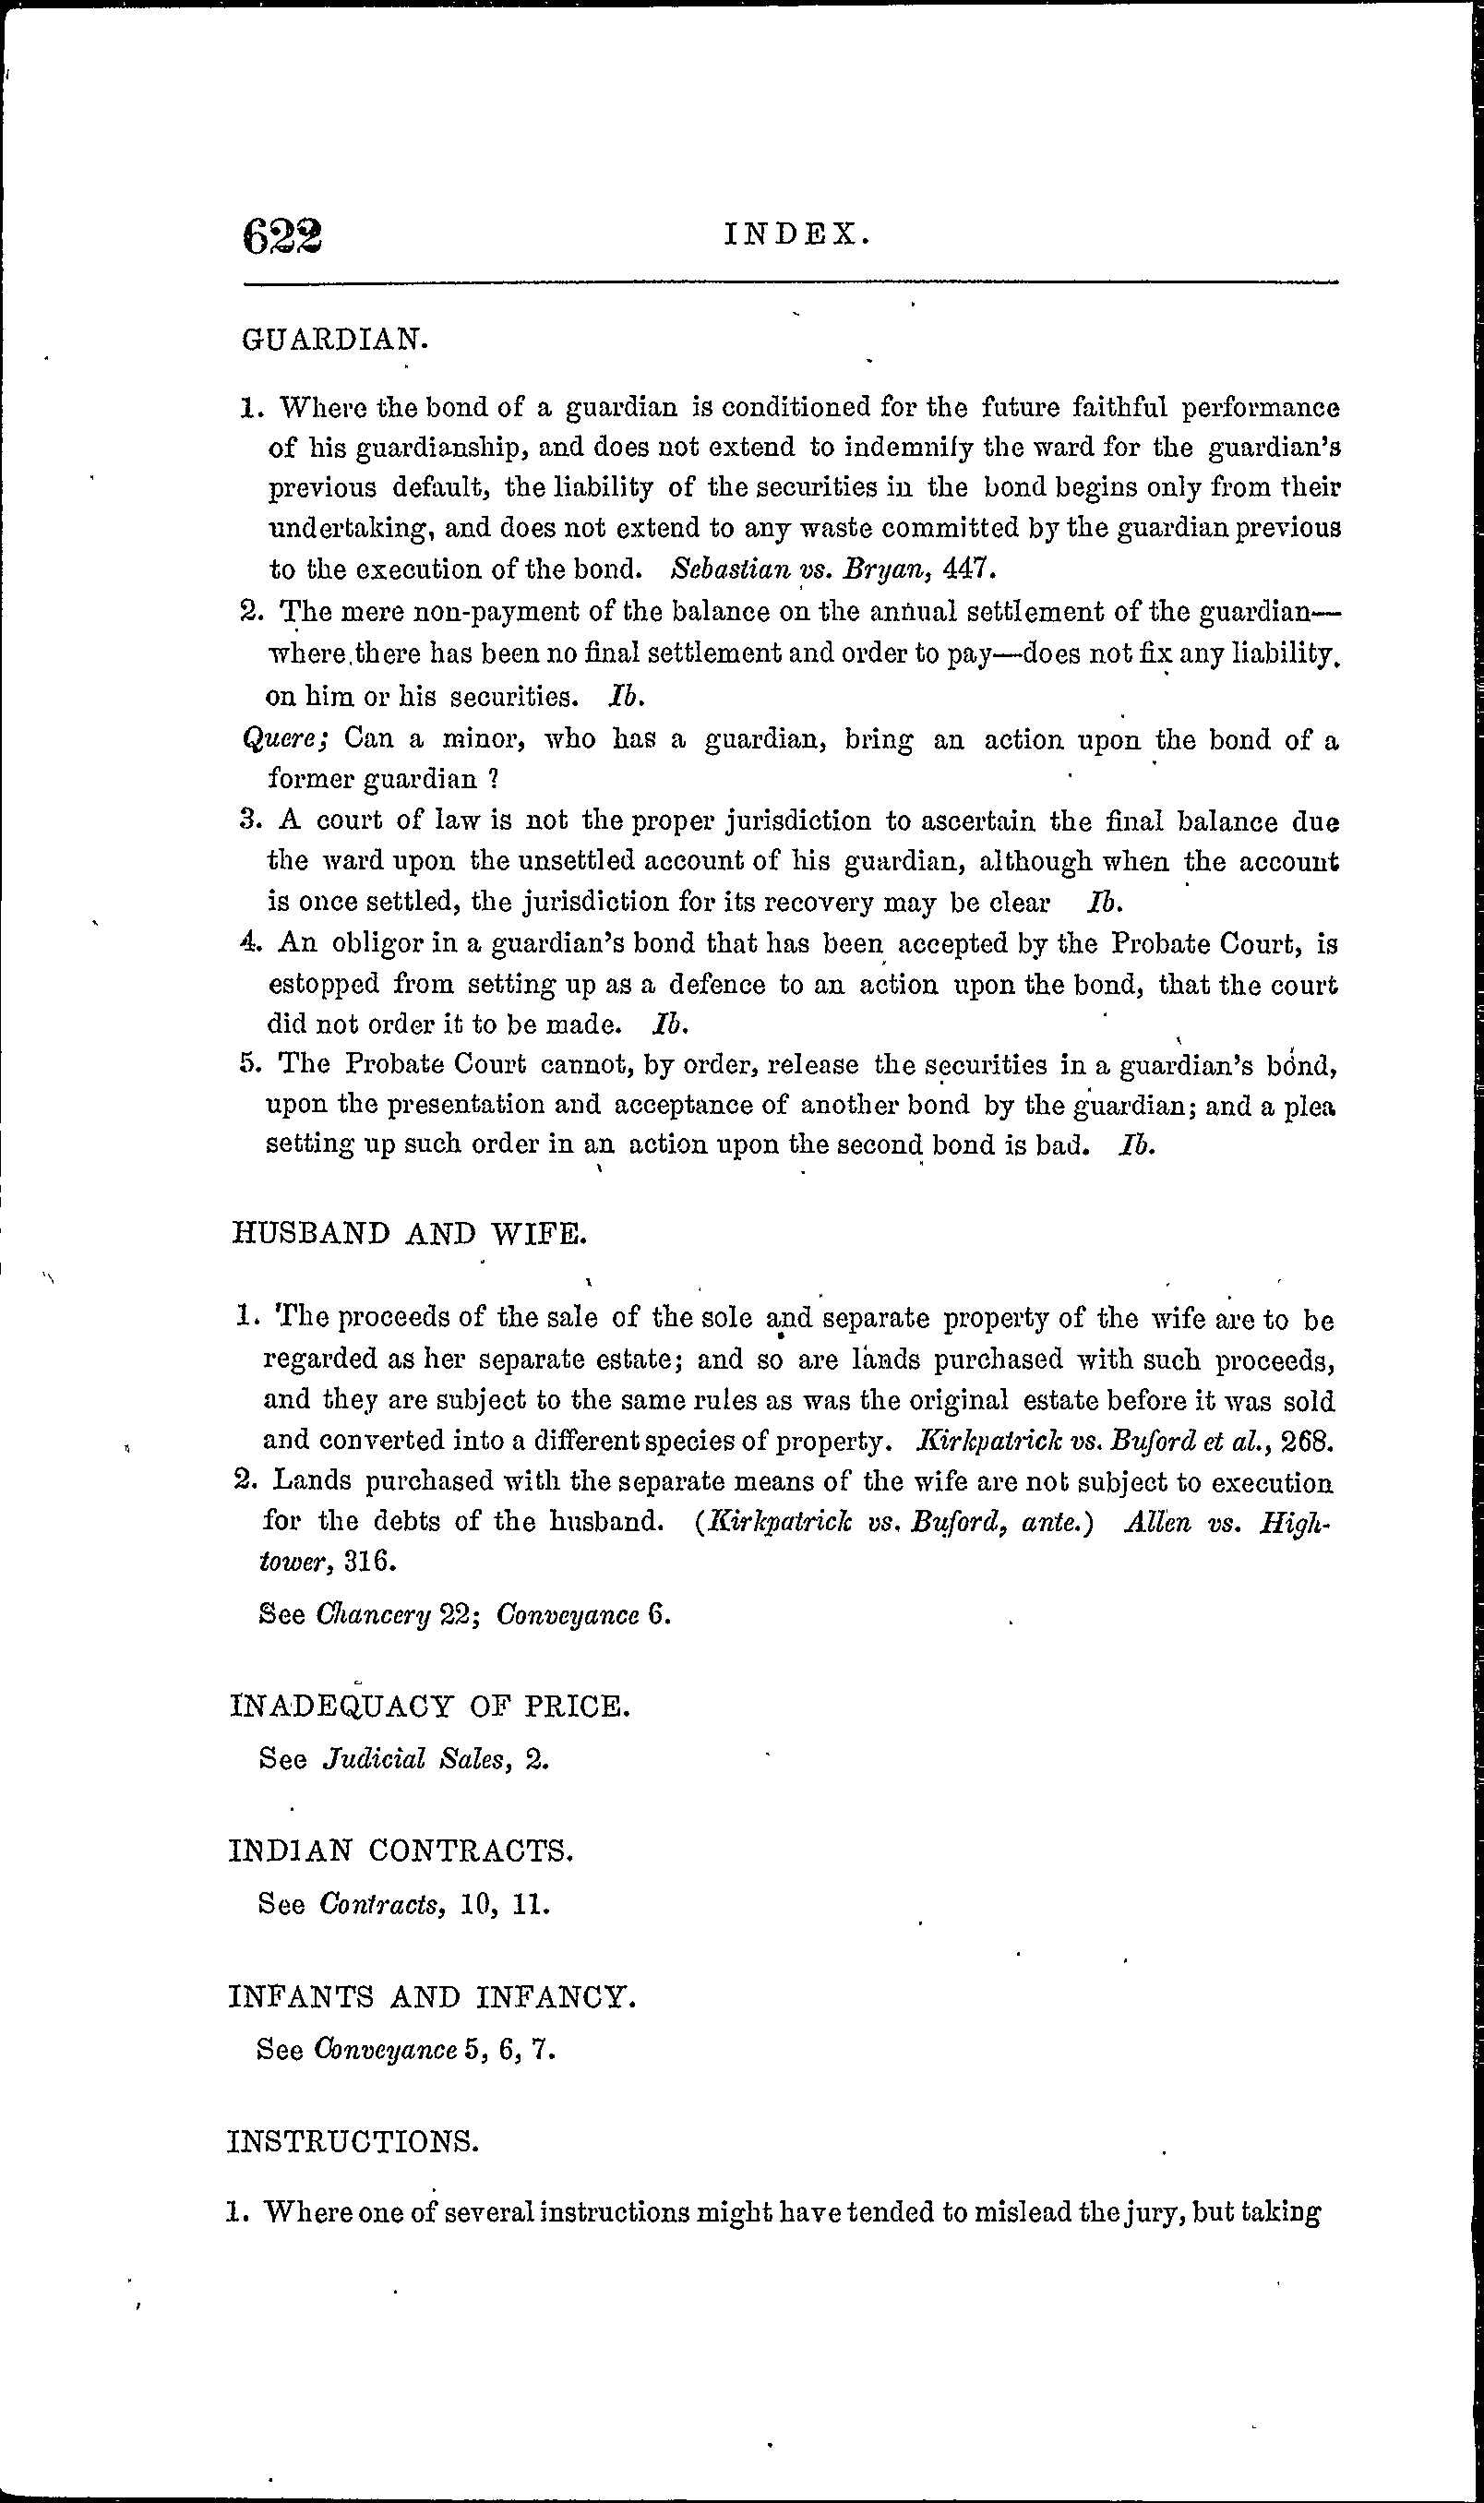 622 INDEX.
GUARDIAN.
1. Where the bond of a guardian is conditioned for the future faithful performance
of his guardianship, and does not extend to indemnify the ward for the guardian's
previous default, the liability of the securities in the bond begins only from their
undertaking, and does not extend to any waste committed by the guardian previous
to the execution of the bond. Sebastian vs. Bryan, 447.
2. The mere non-payment of the balance on the annual settlement of the guardian—
where there has been no final settlement and order to pay—does not fix any liability.
on him or his securities. Ib.
Quere; Can a minor, who has a guardian, bring an action upon the bond of a
former guardian ?
3. A court of law is not the proper jurisdiction to ascertain the final balance due
the ward upon the unsettled account of his guardian, although when the account
is once settled, the jurisdiction for its recovery may be clear Ib.
4. An obligor in a guardian's bond that has been accepted by the Probate Court, is
estopped from setting up as a defence to an action upon the bond, that the court
did not order it to be made. Ib.
5. The Probate Court cannot, by order, release the securities in a guardian's bond,
upon the presentation and acceptance of another bond by the guardian; and a plea
setting up such order in an action upon the second bond is bad. Ib.
HUSBAND AND WIFE.
1. The proceeds of the sale of the sole and separate property of the wife are to be
regarded as her separate estate; and so are lands purchased with such proceeds,
and they are subject to the same rules as was the original estate before it was sold
and converted into a different species of property. Kirkpatrick vs. Buford et al., 268.
2. Lands purchased with the separate means of the wife are not subject to execution
for the debts of the husband. (Kirkpatrick vs. Buford, ante.) Allen vs. High-
tower, 316.
See Chancery 22; Conveyance 6.
INADEQUACY OF PRICE.
See Judicial Sales, 2.
INDIAN CONTRACTS.
See Contracts, 10, 11.
INFANTS AND INFANCY.
See Conveyance 5, 6, 7.
INSTRUCTIONS.
1. Where one of several instructions might have tended to mislead the jury, but taking